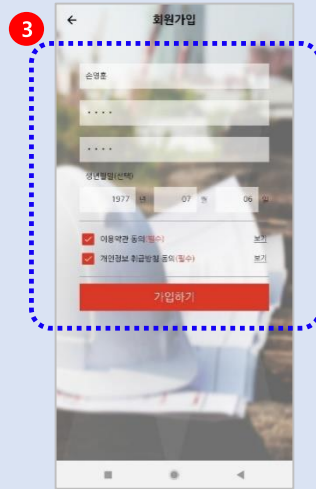 3
회원가입
손영훈
생년월일(선택)
1977 년 07 월 06 일
이용약관 동의(필수) 보기
개인정보 취급방침 동의(필수) 보기
가입하기